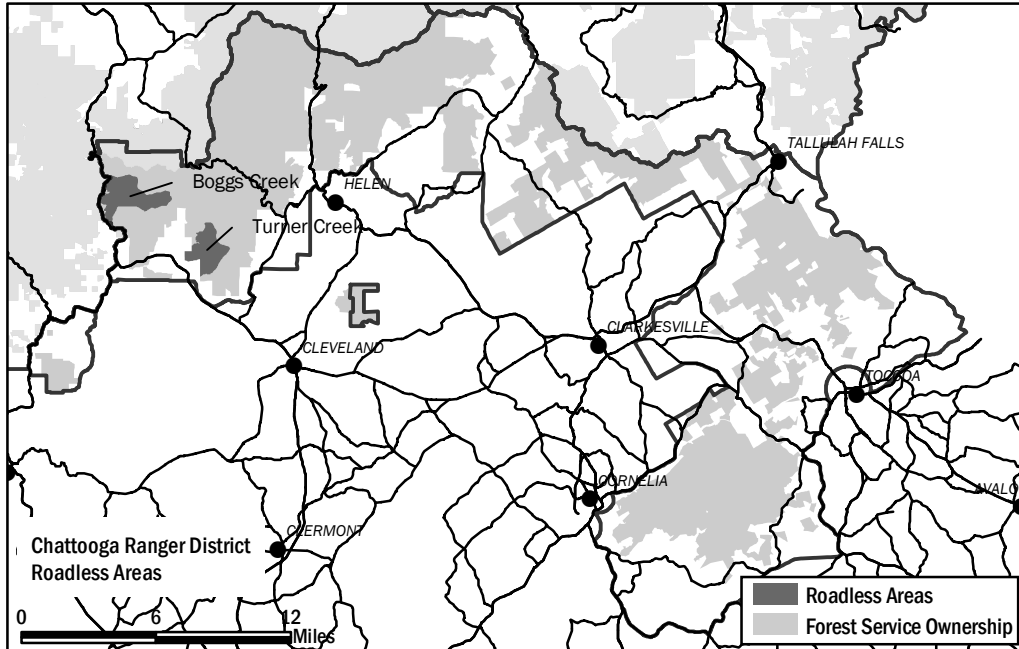 TALLULAH FALLS
Boggs Creek
HELEN
Turner Creek
CLARKESVILLE
CLEVELAND
TOCCOA
CORNELIA
AVALO
CLERMONT
Chattooga Ranger District
Roadless Areas
0 6 12
Miles
Roadless Areas
Forest Service Ownership